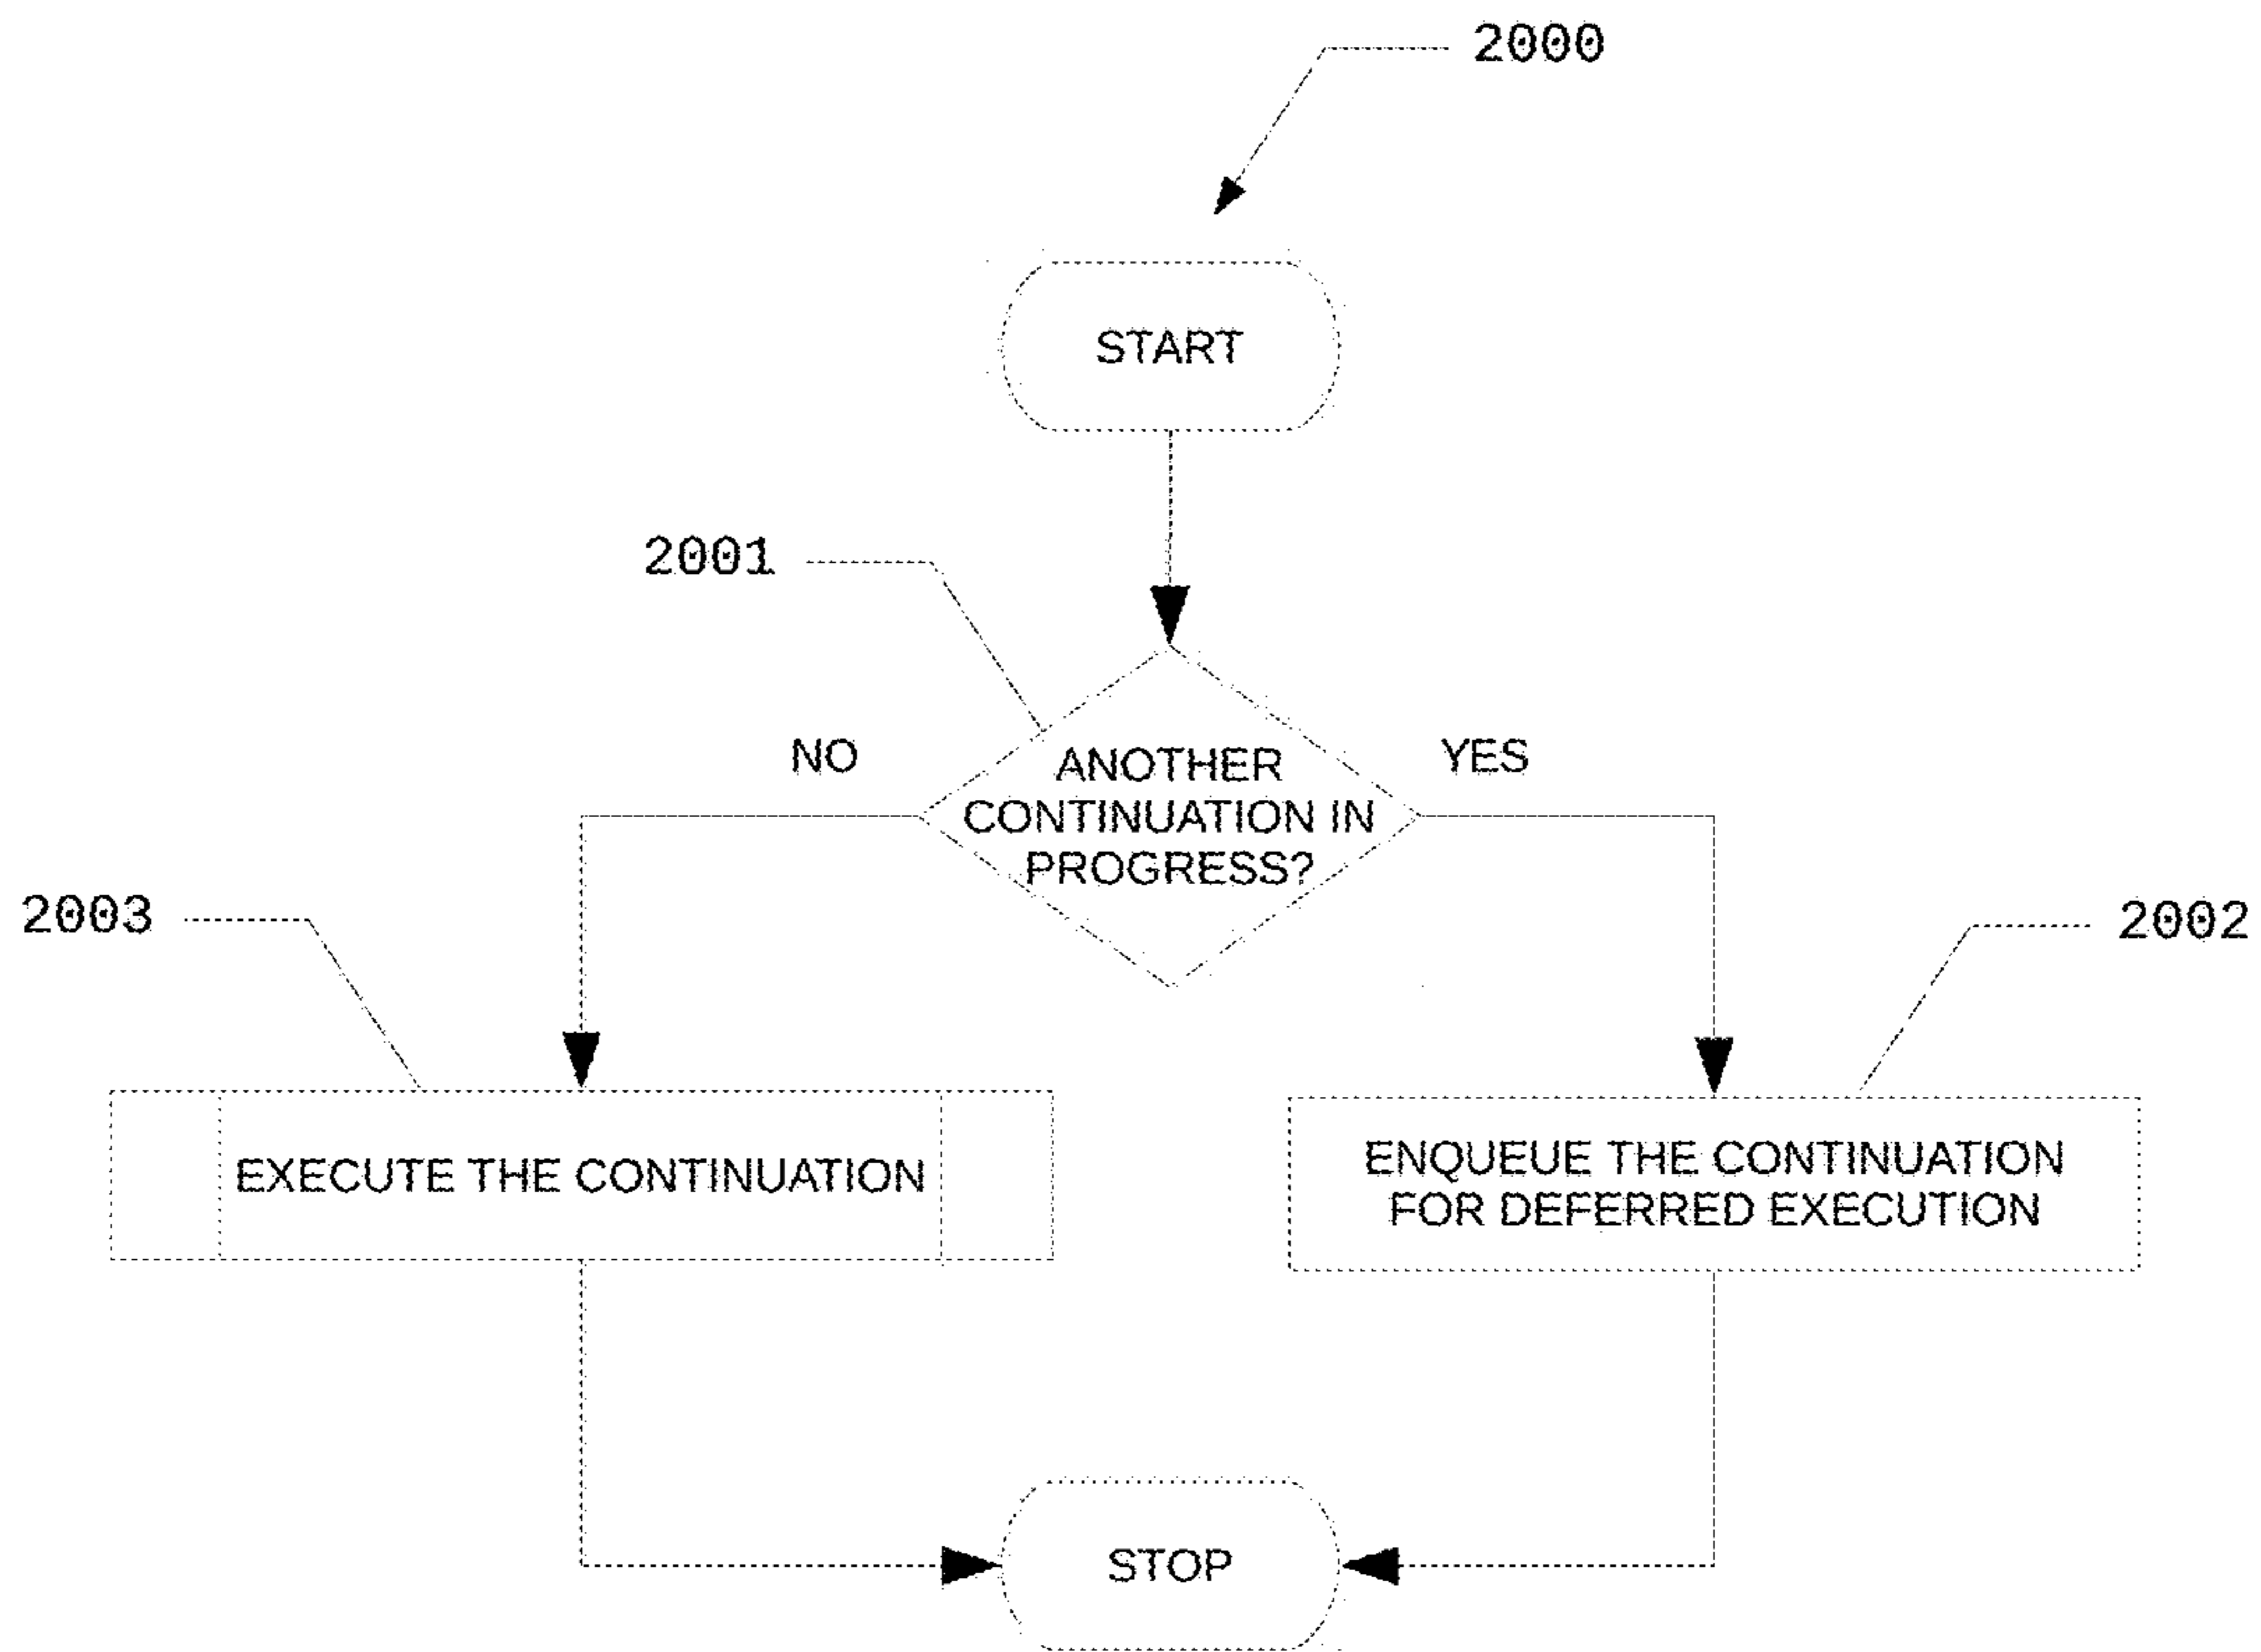 2000
START
2001
NO
YES
ANOTHER
CONTINUATION IN
PROGRESS?
2003
2002
EXECUTE THE CONTINUATION
ENQUEUE THE CONTINUATION
FOR DEFERRED EXECUTION
STOP